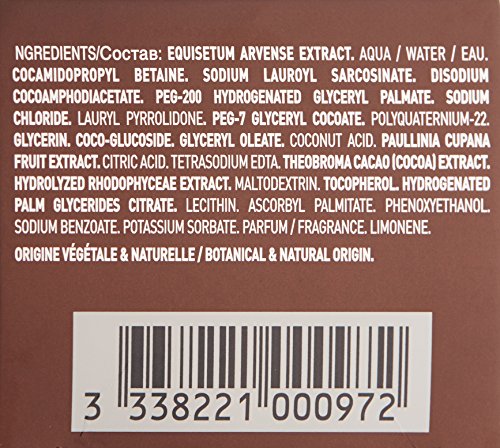 NGREDIENTS/Состав: EQUISETUM ARVENSE EXTRACT. AQUA / WATER / EAU.
COCAMIDOPROPYL BETAINE. SODIUM LAUROYL SARCOSINATE. DISODIUM
COCOAMPHODIACETATE. PEG-200 HYDROGENATED GLYCERYL PALMATE. SODIUM
CHLORIDE. LAURYL PYRROLIDONE. PEG-7 GLYCERYL COCOATE. POLYQUATERNIUM-22.
GLYCERIN. COCO-GLUCOSIDE. GLYCERYL OLEATE. COCONUT ACID. PAULLINIA CUPANA
FRUIT EXTRACT. CITRIC ACID. TETRASODIUM EDTA. THEOBROMA CACAO (COCOA) EXTRACT.
HYDROLYZED RHODOPHYCEAE EXTRACT. MALTODEXTRIN. TOCOPHEROL. HYDROGENATED
PALM GLYCERIDES CITRATE. LECITHIN. ASCORBYL PALMITATE. PHENOXYETHANOL.
SODIUM BENZOATE. POTASSIUM SORBATE. PARFUM / FRAGRANCE, LIMONENE.
ORIGINE VÉGÉTALE & NATURELLE / BOTANICAL & NATURAL ORIGIN.
3 338221 000972